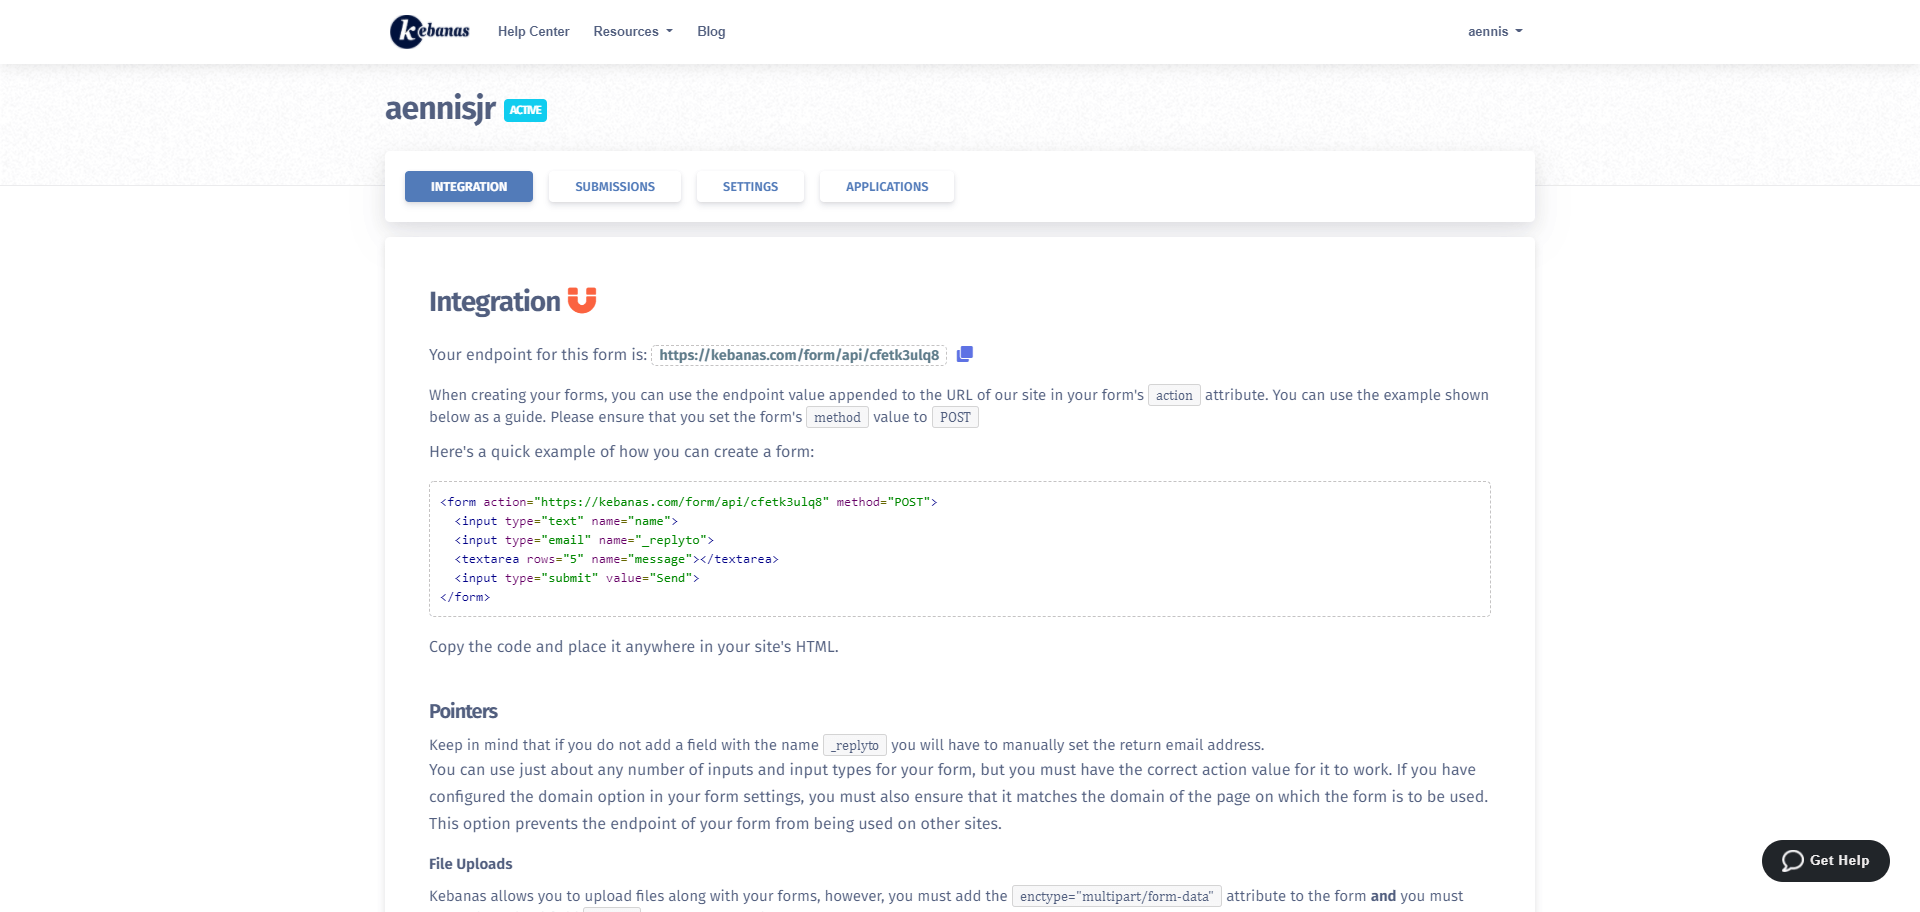 kebanas
Help Center
Resources
Blog
aennis
aennisjr ACTIVE
INTEGRATION
SUBMISSIONS
SETTINGS
APPLICATIONS
Integration
Your endpoint for this form is: https://kebanas.com/form/api/cfetk3ulq8
When creating your forms, you can use the endpoint value appended to the URL of our site in your form's action attribute. You can use the example shown
below as a guide. Please ensure that you set the form's method value to POST
Here's a quick example of how you can create a form:
<form action="https://kebanas.com/form/api/cfetk3ulq8" method="POST">
  <input type="text" name="name">
  <input type="email" name="_replyto">
  <textarea rows="5" name="message"></textarea>
  <input type="submit" value="Send">
</form>
Copy the code and place it anywhere in your site's HTML.
Pointers
Keep in mind that if you do not add a field with the name _replyto you will have to manually set the return email address.
You can use just about any number of inputs and input types for your form, but you must have the correct action value for it to work. If you have
configured the domain option in your form settings, you must also ensure that it matches the domain of the page on which the form is to be used.
This option prevents the endpoint of your form from being used on other sites.
File Uploads
Kebanas allows you to upload files along with your forms, however, you must add the enctype="multipart/form-data" attribute to the form and you must
Get Help